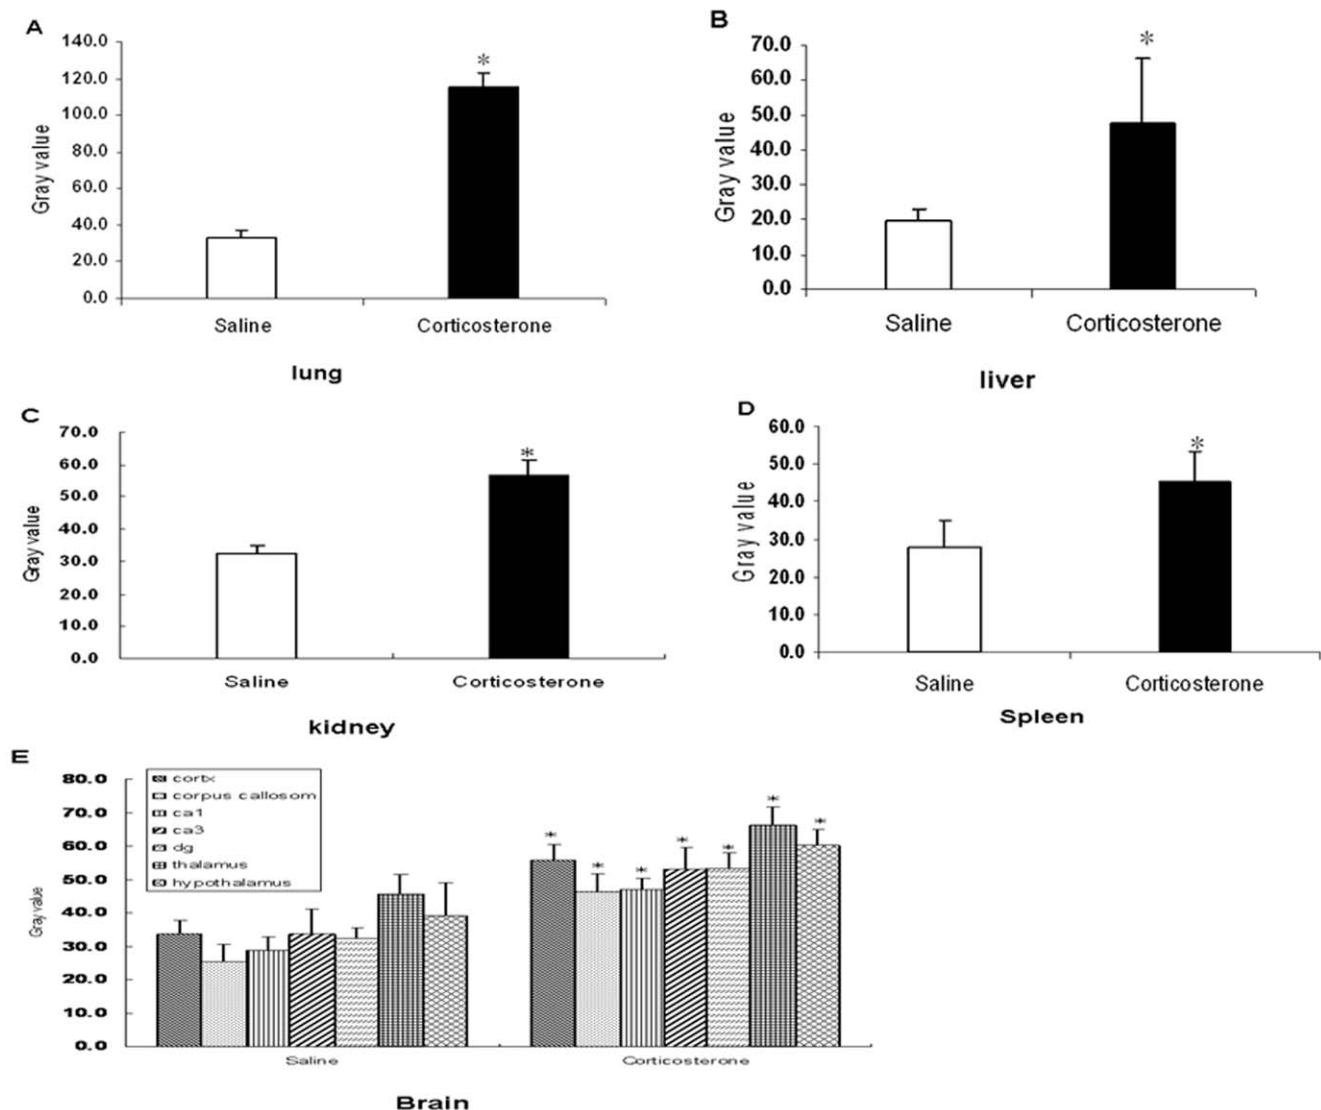 A
140.0
120.0
100.0
80.0
60.0
40.0
20.0
0.0
Gray value
*
Saline Corticosterone
lung
B
70.0
60.0
50.0
40.0
30.0
20.0
10.0
0.0
Gray value
*
Saline Corticosterone
liver
C
70.0
60.0
50.0
40.0
30.0
20.0
10.0
0.0
Gray value
*
Saline Corticosterone
kidney
D
60.0
50.0
40.0
30.0
20.0
10.0
0.0
Gray value
*
Saline Corticosterone
Spleen
E
80.0
70.0
60.0
50.0
40.0
30.0
20.0
10.0
0.0
Gray value
cortx
corpus callosom
ca1
ca3
dg
thalamus
hypothalamus
* * * * * * *
Saline Corticosterone
Brain